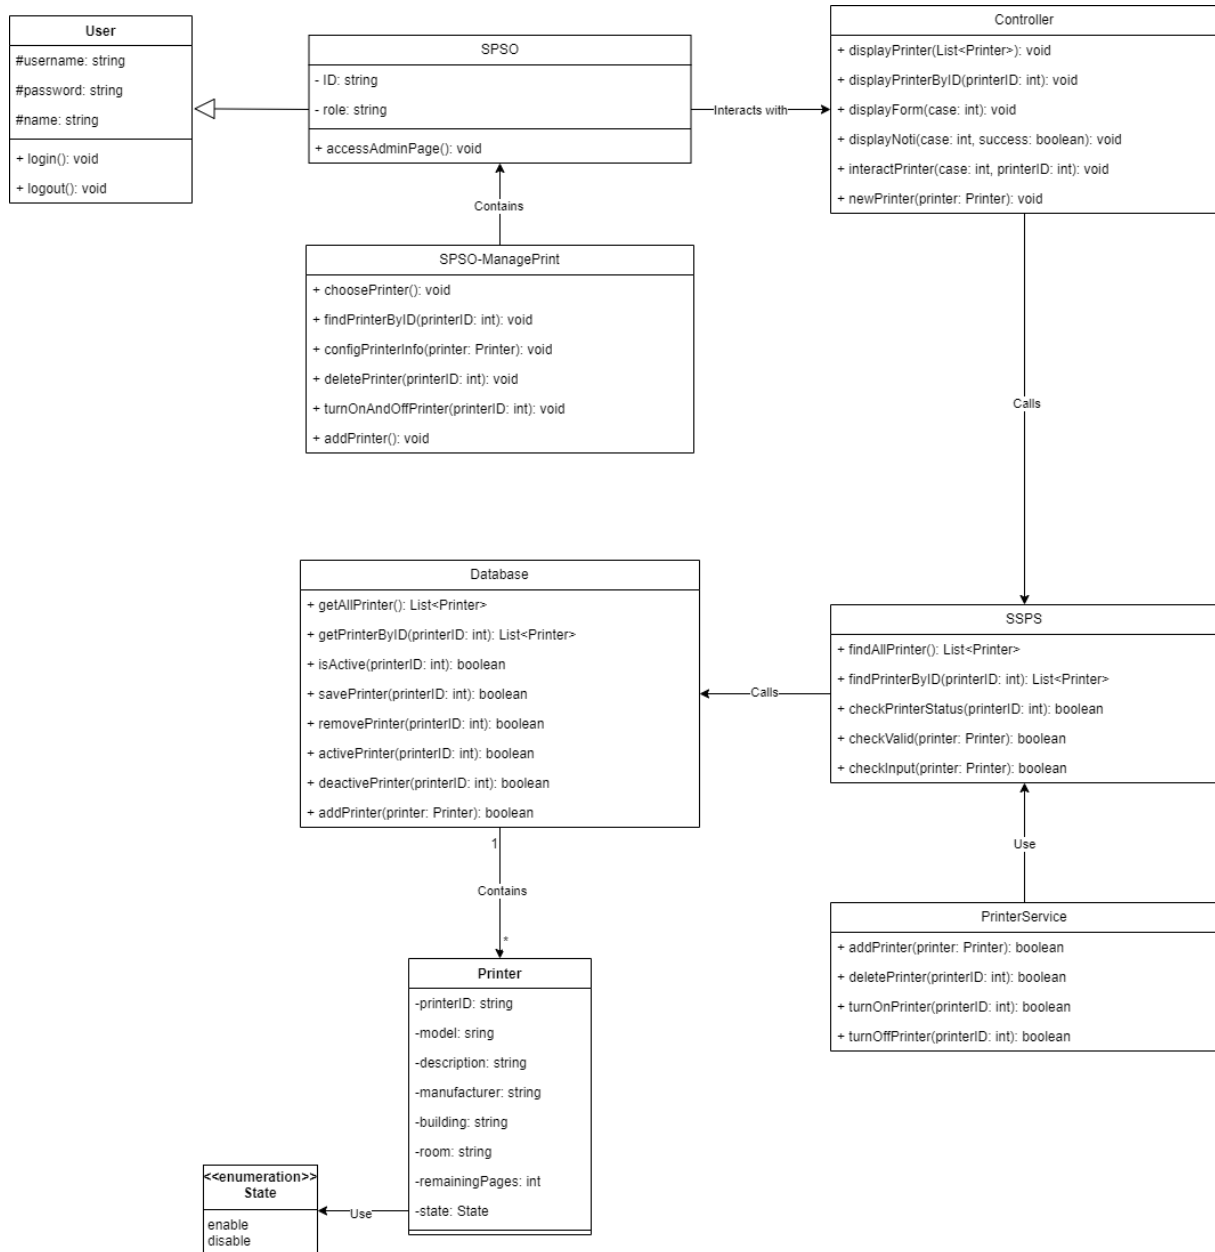 User
#username: string
#password: string
#name: string
+ login(): void
+ logout(): void
SPSO
- ID: string
- role: string
+ accessAdminPage(): void
Interacts with
Controller
+ displayPrinter(List<Printer>): void
+ displayPrinterByID(printerID: int): void
+ displayForm(case: int): void
+ displayNoti(case: int, success: boolean): void
+ interactPrinter(case: int, printerID: int): void
+ newPrinter(printer: Printer): void
Contains
SPSO-ManagePrint
+ choosePrinter(): void
+ findPrinterByID(printerID: int): void
+ configPrinterInfo(printer: Printer): void
+ deletePrinter(printerID: int): void
+ turnOnAndOffPrinter(printerID: int): void
+ addPrinter(): void
Calls
Database
+ getAllPrinter(): List<Printer>
+ getPrinterByID(printerID: int): List<Printer>
+ isActive(printerID: int): boolean
+ savePrinter(printerID: int): boolean
+ removePrinter(printerID: int): boolean
+ activePrinter(printerID: int): boolean
+ deactivePrinter(printerID: int): boolean
+ addPrinter(printer: Printer): boolean
Calls
SSPS
+ findAllPrinter(): List<Printer>
+ findPrinterByID(printerID: int): List<Printer>
+ checkPrinterStatus(printerID: int): boolean
+ checkValid(printer: Printer): boolean
+ checkInput(printer: Printer): boolean
Use
1
Contains
*
PrinterService
+ addPrinter(printer: Printer): boolean
+ deletePrinter(printerID: int): boolean
+ turnOnPrinter(printerID: int): boolean
+ turnOffPrinter(printerID: int): boolean
Printer
-printerID: string
-model: sring
-description: string
-manufacturer: string
-building: string
-room: string
-remainingPages: int
-state: State
Use
<<enumeration>>
State
enable
disable